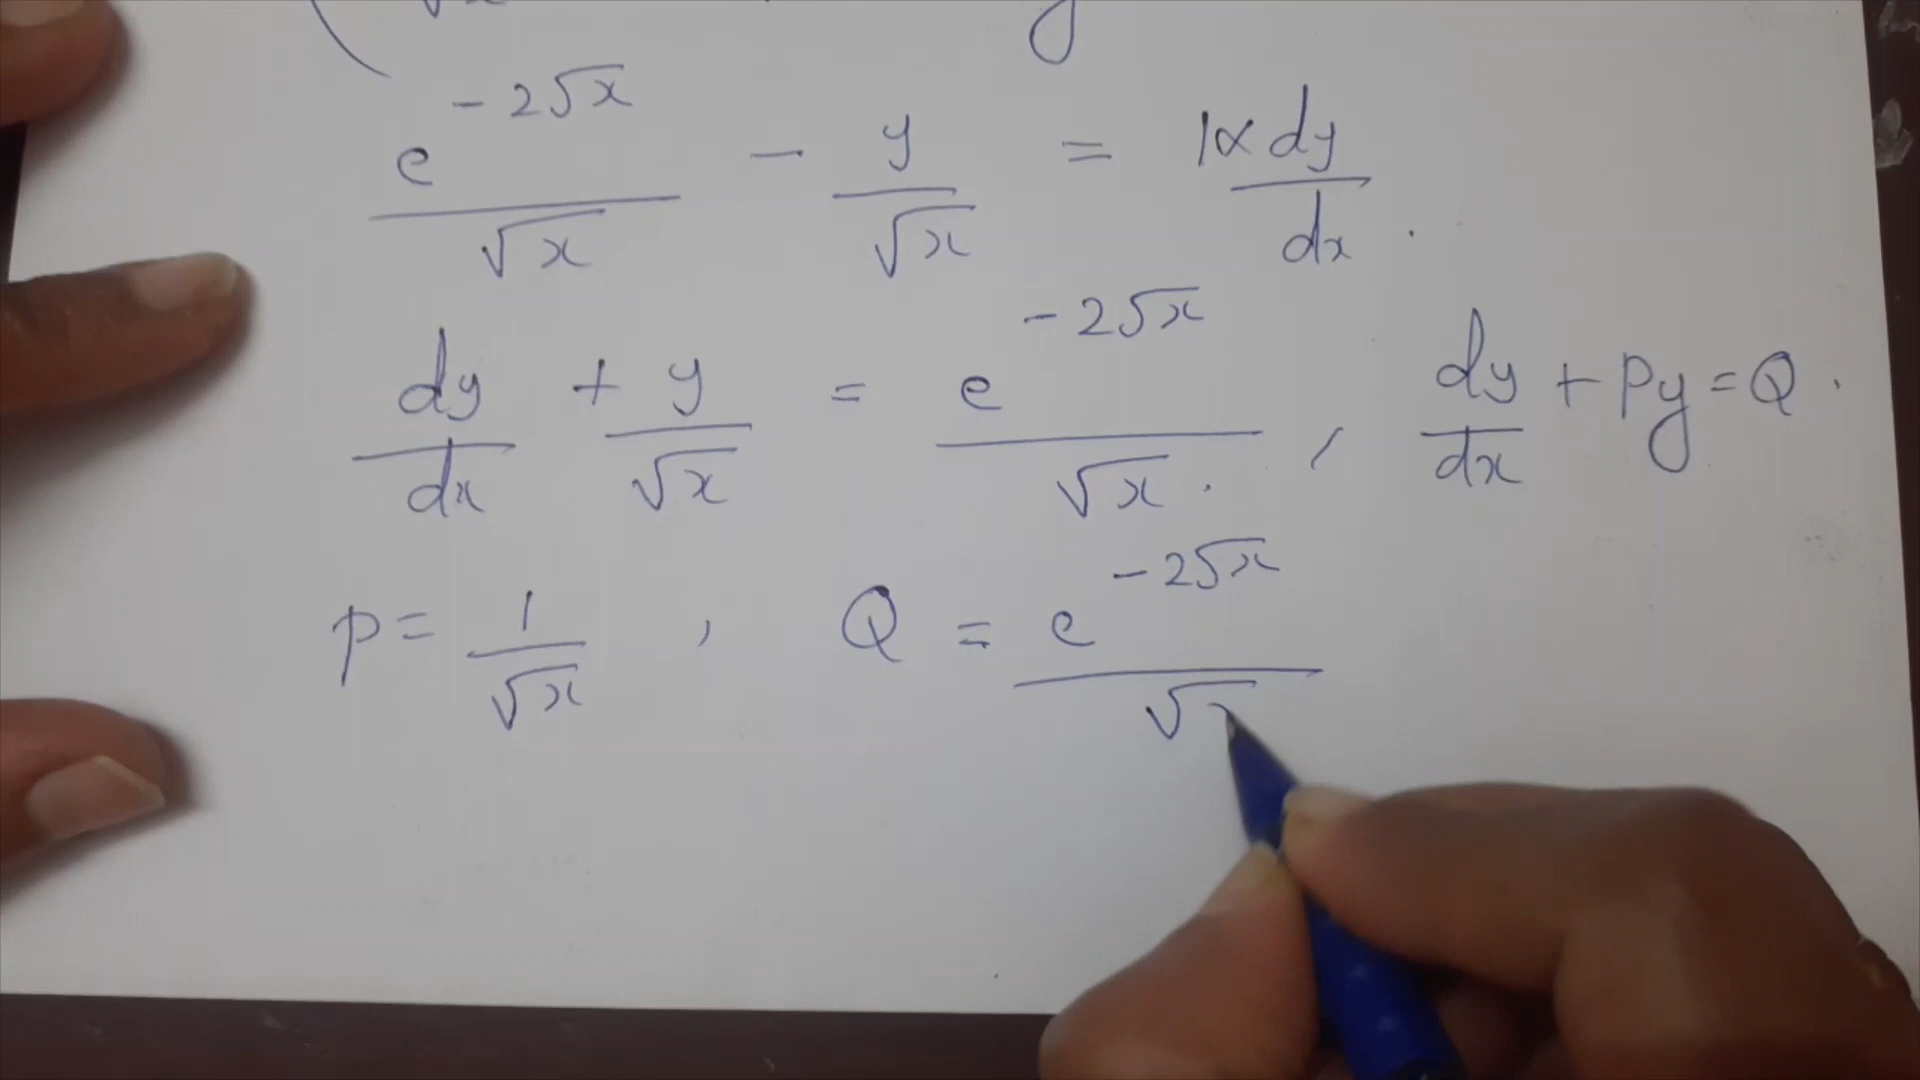 e^{-2√x}/√x - y/√x = 1× dy/dx .
dy/dx + y/√x = e^{-2√x}/√x . , dy/dx + Py = Q .
P = 1/√x , Q = e^{-2√x}/√x